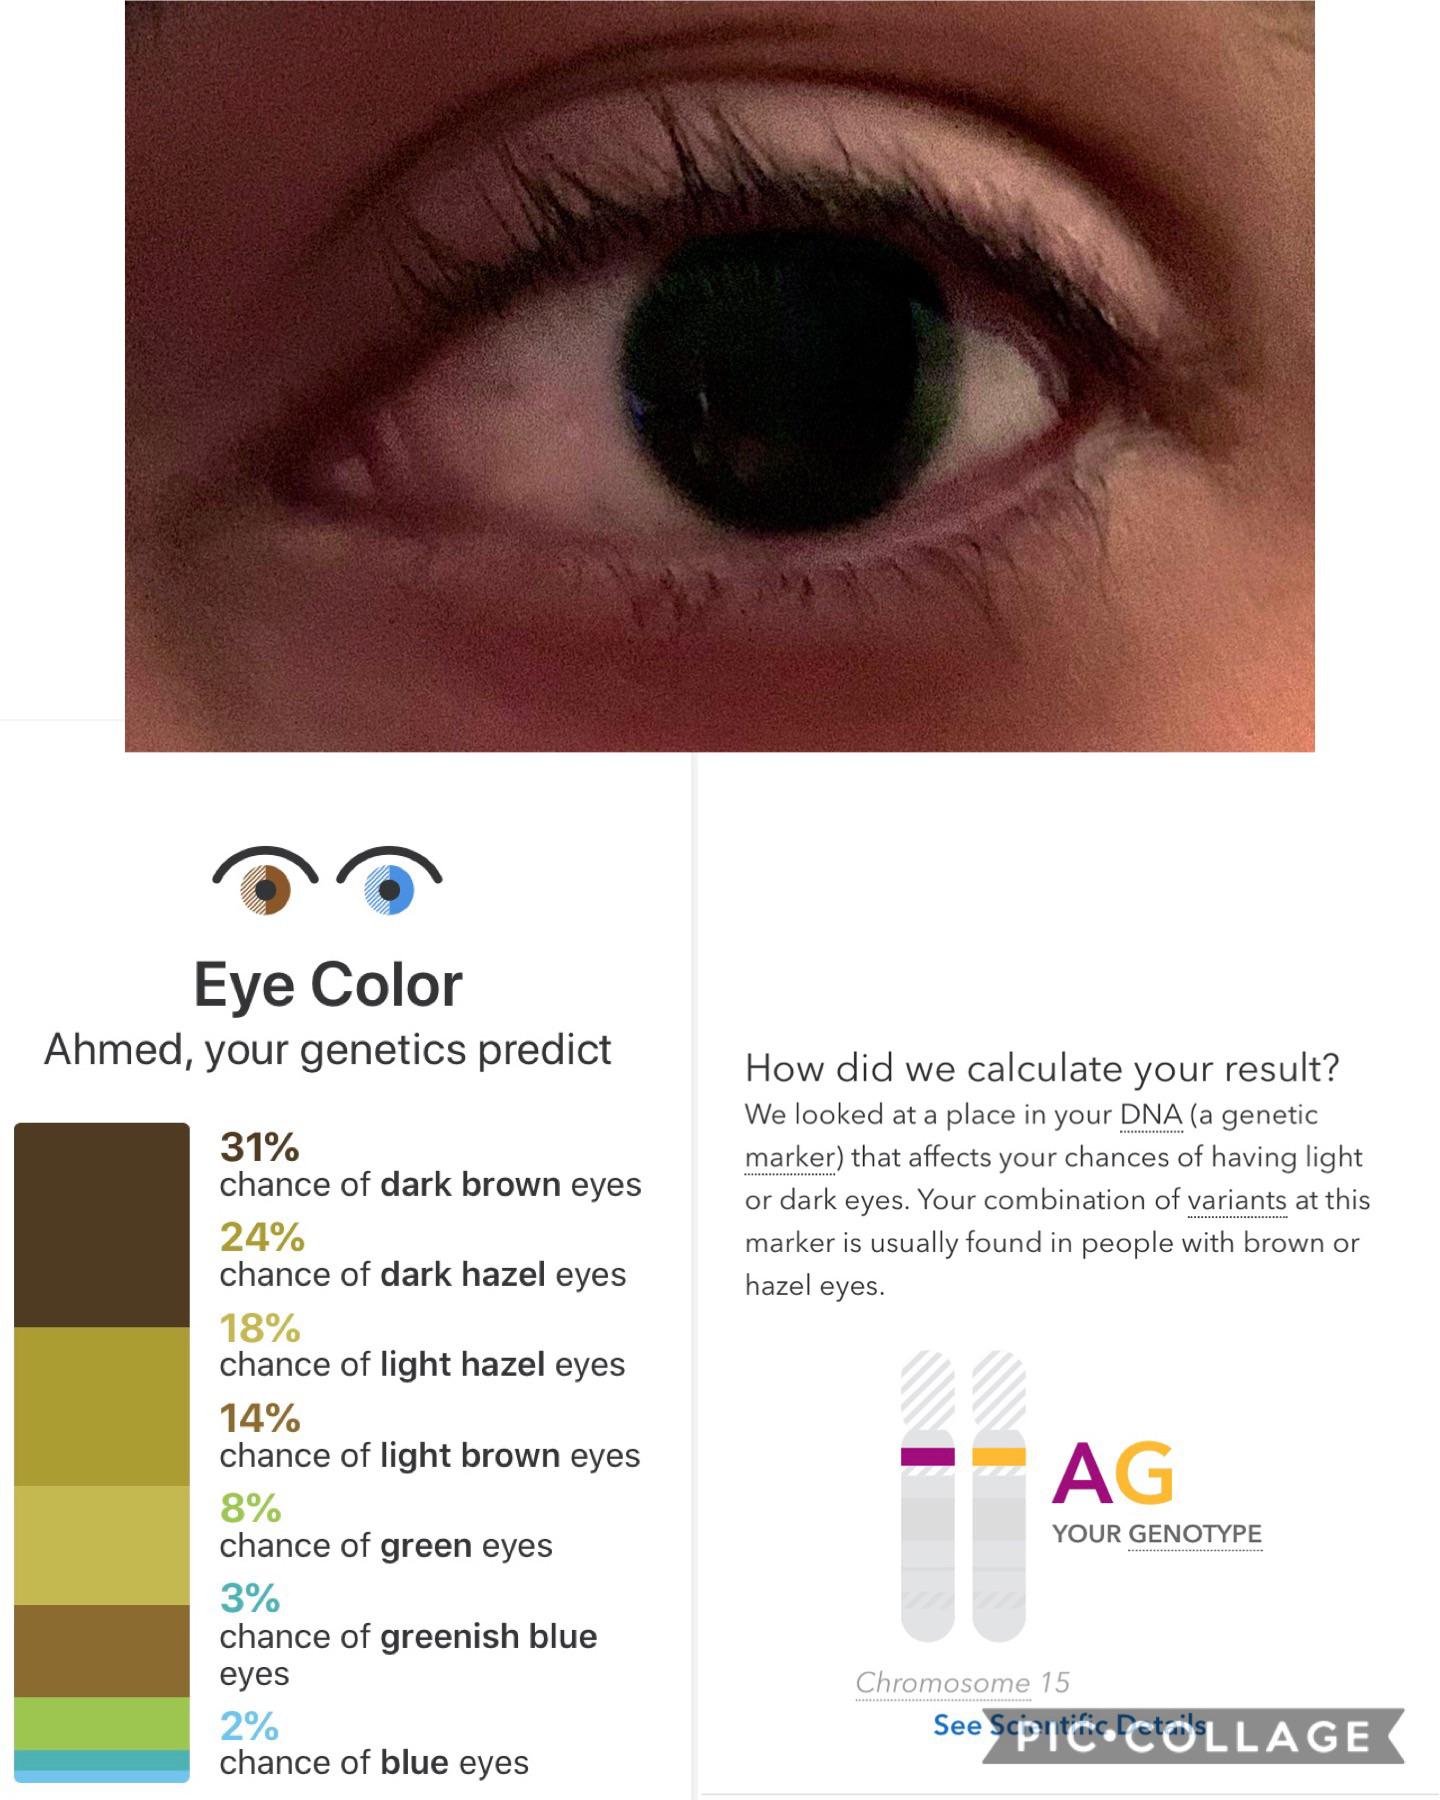 Eye Color
Ahmed, your genetics predict
31%
chance of dark brown eyes
24%
chance of dark hazel eyes
18%
chance of light hazel eyes
14%
chance of light brown eyes
8%
chance of green eyes
3%
chance of greenish blue
eyes
2%
chance of blue eyes
How did we calculate your result?
We looked at a place in your DNA (a genetic
marker) that affects your chances of having light
or dark eyes. Your combination of variants at this
marker is usually found in people with brown or
hazel eyes.
AG
YOUR GENOTYPE
Chromosome 15
See Scientific Details
PIC•COLLAGE